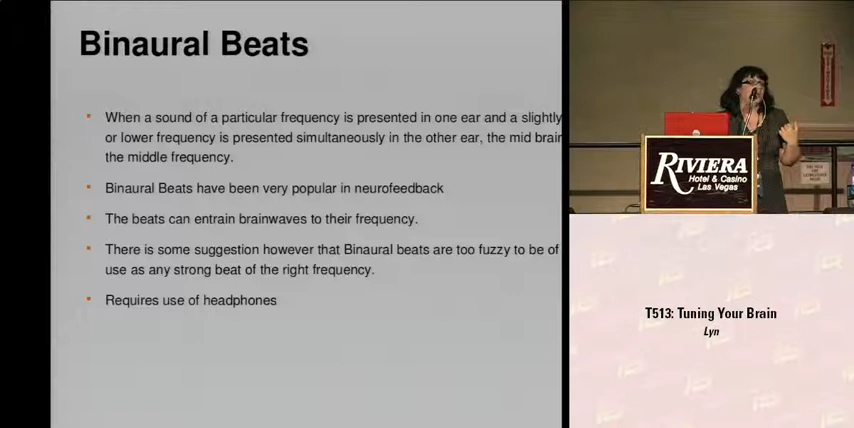 Binaural Beats
When a sound of a particular frequency is presented in one ear and a slightly
or lower frequency is presented simultaneously in the other ear, the mid brain
the middle frequency.
Binaural Beats have been very popular in neurofeedback
The beats can entrain brainwaves to their frequency.
There is some suggestion however that Binaural beats are too fuzzy to be of
use as any strong beat of the right frequency.
Requires use of headphones
RIVIERA
Hotel & Casino
Las Vegas
T513: Tuning Your Brain
Lyn